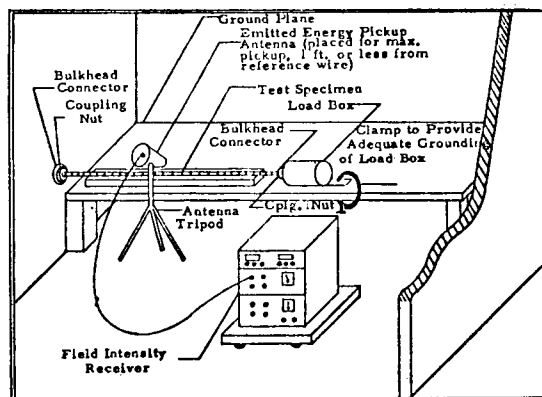 Ground Plane
Emitted Energy Pickup
Antenna (placed for max.
pickup, 1 ft. or less from
reference wire)
Bulkhead
Connector
Coupling
Nut
Test Specimen
Load Box
Bulkhead
Connector
Clamp to Provide
Adequate Grounding
of Load Box
Antenna
Tripod
Cplg. Nut
Field Intensity
Receiver